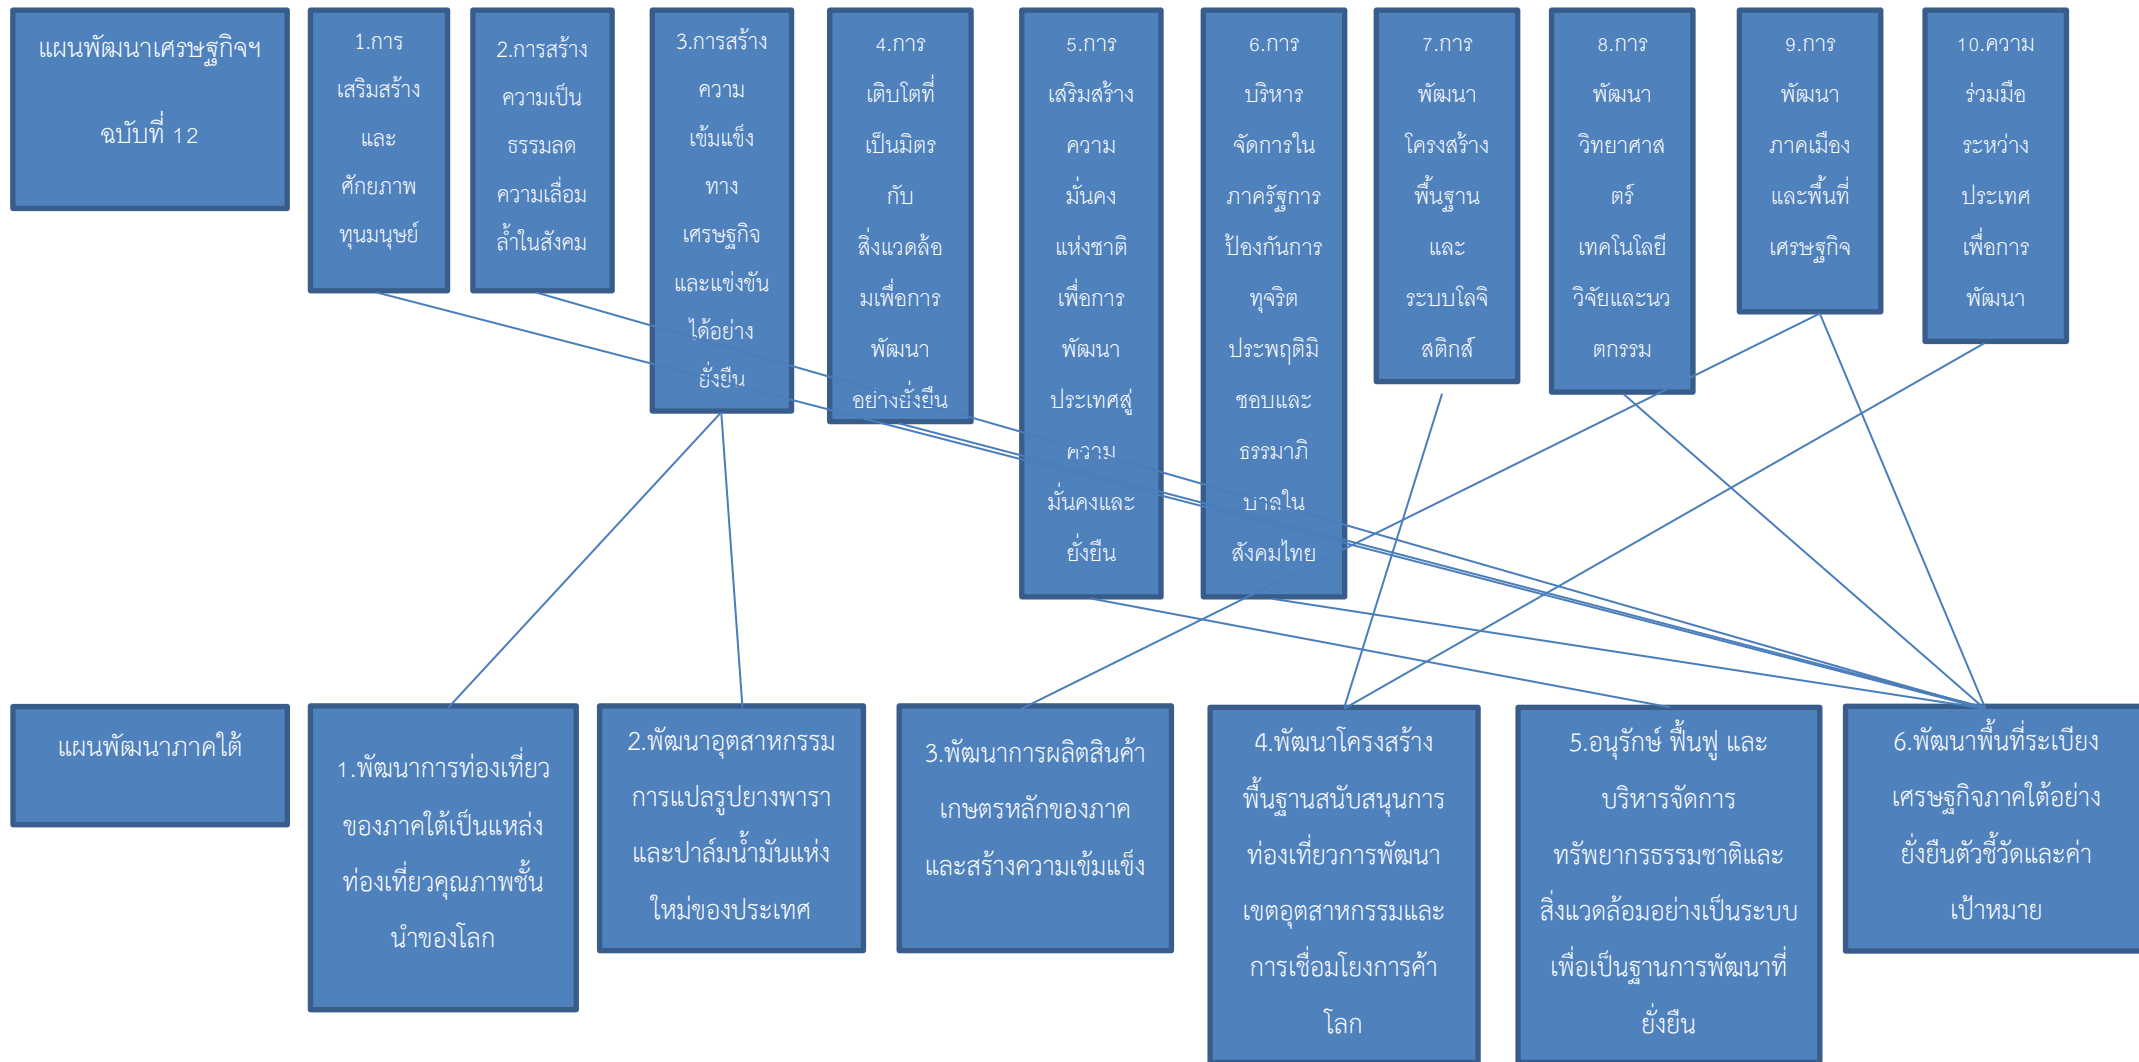 แผนพัฒนาเศรษฐกิจฯ
ฉบับที่ 12
1.การ
เสริมสร้าง
และ
ศักยภาพ
ทุนมนุษย์
2.การสร้าง
ความเป็น
ธรรมลด
ความเลื่อม
ล้ำในสังคม
3.การสร้าง
ความ
เข้มแข็ง
ทาง
เศรษฐกิจ
และแข่งขัน
ได้อย่าง
ยั่งยืน
4.การ
เติบโตที่
เป็นมิตร
กับ
สิ่งแวดล้อ
มเพื่อการ
พัฒนา
อย่างยั่งยืน
5.การ
เสริมสร้าง
ความ
มั่นคง
แห่งชาติ
เพื่อการ
พัฒนา
ประเทศสู่
ความ
มั่นคงและ
ยั่งยืน
6.การ
บริหาร
จัดการใน
ภาครัฐการ
ป้องกันการ
ทุจริต
ประพฤติมิ
ชอบและ
ธรรมาภิ
บาลใน
สังคมไทย
7.การ
พัฒนา
โครงสร้าง
พื้นฐาน
และ
ระบบโลจิ
สติกส์
8.การ
พัฒนา
วิทยาศาส
ตร์
เทคโนโลยี
วิจัยและนว
ตกรรม
9.การ
พัฒนา
ภาคเมือง
และพื้นที่
เศรษฐกิจ
10.ความ
ร่วมมือ
ระหว่าง
ประเทศ
เพื่อการ
พัฒนา
แผนพัฒนาภาคใต้
1.พัฒนาการท่องเที่ยว
ของภาคใต้เป็นแหล่ง
ท่องเที่ยวคุณภาพชั้น
นำของโลก
2.พัฒนาอุตสาหกรรม
การแปลรูปยางพารา
และปาล์มน้ำมันแห่ง
ใหม่ของประเทศ
3.พัฒนาการผลิตสินค้า
เกษตรหลักของภาค
และสร้างความเข้มแข็ง
4.พัฒนาโครงสร้าง
พื้นฐานสนับสนุนการ
ท่องเที่ยวการพัฒนา
เขตอุตสาหกรรมและ
การเชื่อมโยงการค้า
โลก
5.อนุรักษ์ ฟื้นฟู และ
บริหารจัดการ
ทรัพยากรธรรมชาติและ
สิ่งแวดล้อมอย่างเป็นระบบ
เพื่อเป็นฐานการพัฒนาที่
ยั่งยืน
6.พัฒนาพื้นที่ระเบียง
เศรษฐกิจภาคใต้อย่าง
ยั่งยืนตัวชี้วัดและค่า
เป้าหมาย